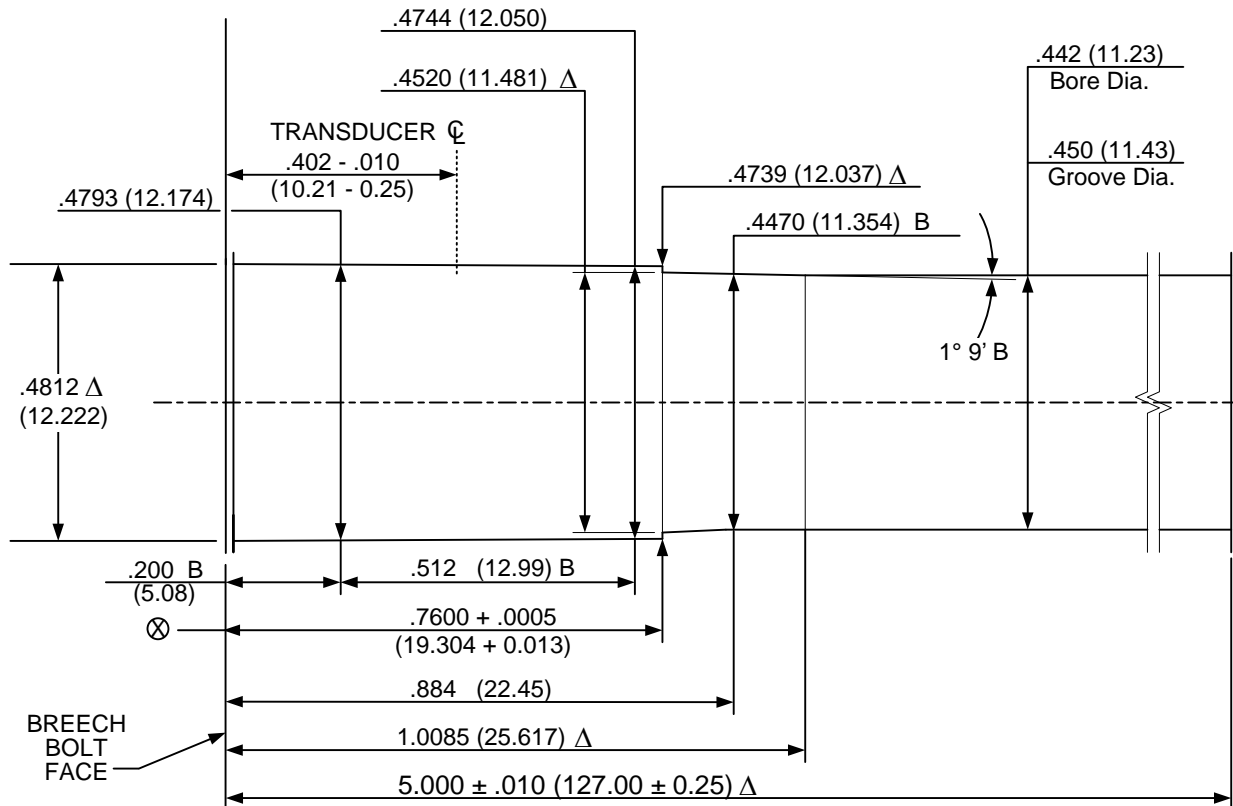 .4744 (12.050)
.4520 (11.481) Δ
.442 (11.23)
Bore Dia.
TRANSDUCER ℄
.402 - .010
(10.21 - 0.25)
.450 (11.43)
Groove Dia.
.4793 (12.174)
.4739 (12.037) Δ
.4470 (11.354) B
1° 9’ B
.4812 Δ
(12.222)
.200 B
(5.08)
.512 (12.99) B
Ⓧ
.7600 + .0005
(19.304 + 0.013)
.884 (22.45)
BREECH
BOLT
FACE
1.0085 (25.617) Δ
5.000 ± .010 (127.00 ± 0.25) Δ